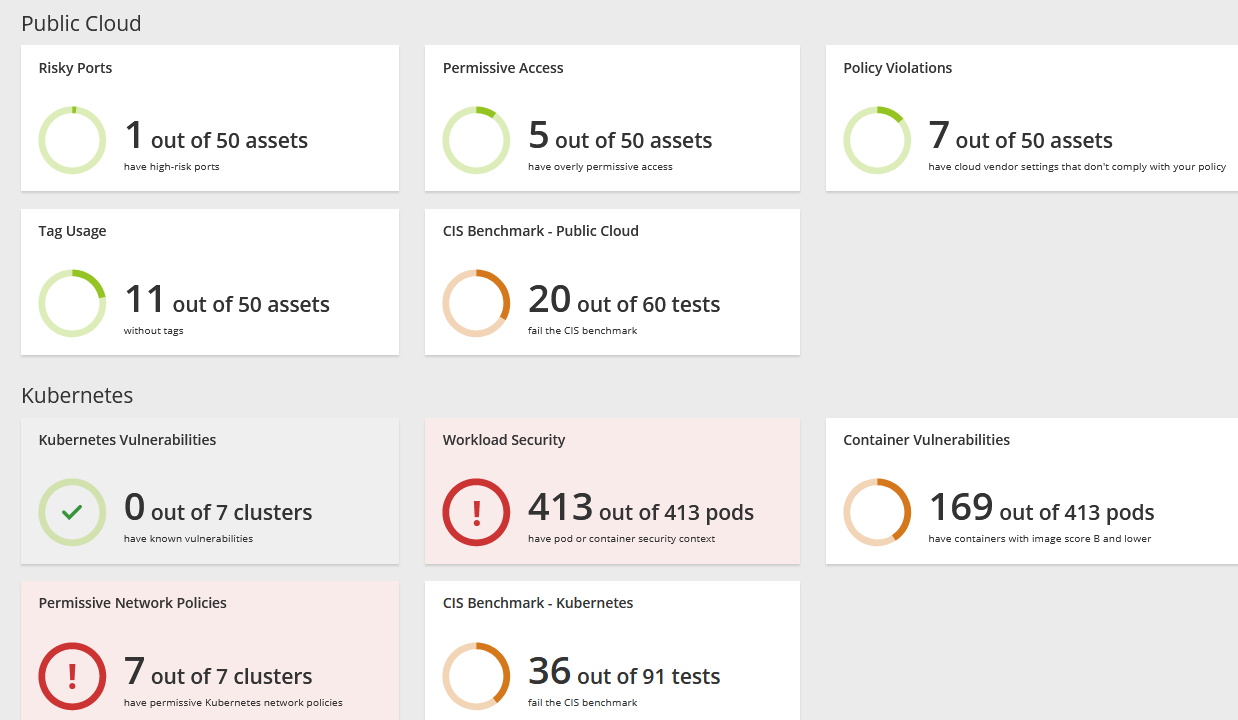 Public Cloud
Risky Ports
1 out of 50 assets
have high-risk ports
Permissive Access
5 out of 50 assets
have overly permissive access
Policy Violations
7 out of 50 assets
have cloud vendor settings that don't comply with your policy
Tag Usage
11 out of 50 assets
without tags
CIS Benchmark - Public Cloud
20 out of 60 tests
fail the CIS benchmark
Kubernetes
Kubernetes Vulnerabilities
0 out of 7 clusters
have known vulnerabilities
Workload Security
!
413 out of 413 pods
have pod or container security context
Container Vulnerabilities
169 out of 413 pods
have containers with image score B and lower
Permissive Network Policies
!
7 out of 7 clusters
have permissive Kubernetes network policies
CIS Benchmark - Kubernetes
36 out of 91 tests
fail the CIS benchmark